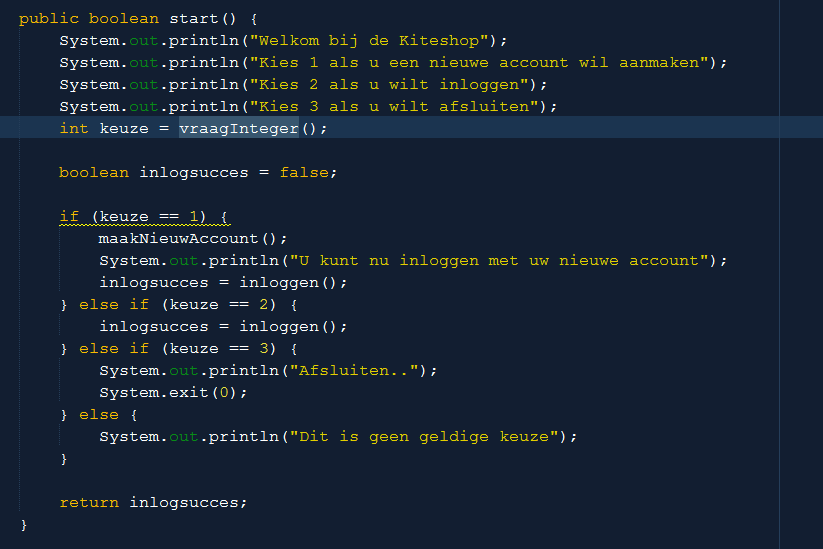 public boolean start() {
    System.out.println("Welkom bij de Kiteshop");
    System.out.println("Kies 1 als u een nieuwe account wil aanmaken");
    System.out.println("Kies 2 als u wilt inloggen");
    System.out.println("Kies 3 als u wilt afsluiten");
    int keuze = vraagInteger();

    boolean inlogsucces = false;

    if (keuze == 1) {
        maakNieuwAccount();
        System.out.println("U kunt nu inloggen met uw nieuwe account");
        inlogsucces = inloggen();
    } else if (keuze == 2) {
        inlogsucces = inloggen();
    } else if (keuze == 3) {
        System.out.println("Afsluiten..");
        System.exit(0);
    } else {
        System.out.println("Dit is geen geldige keuze");
    }

    return inlogsucces;
}